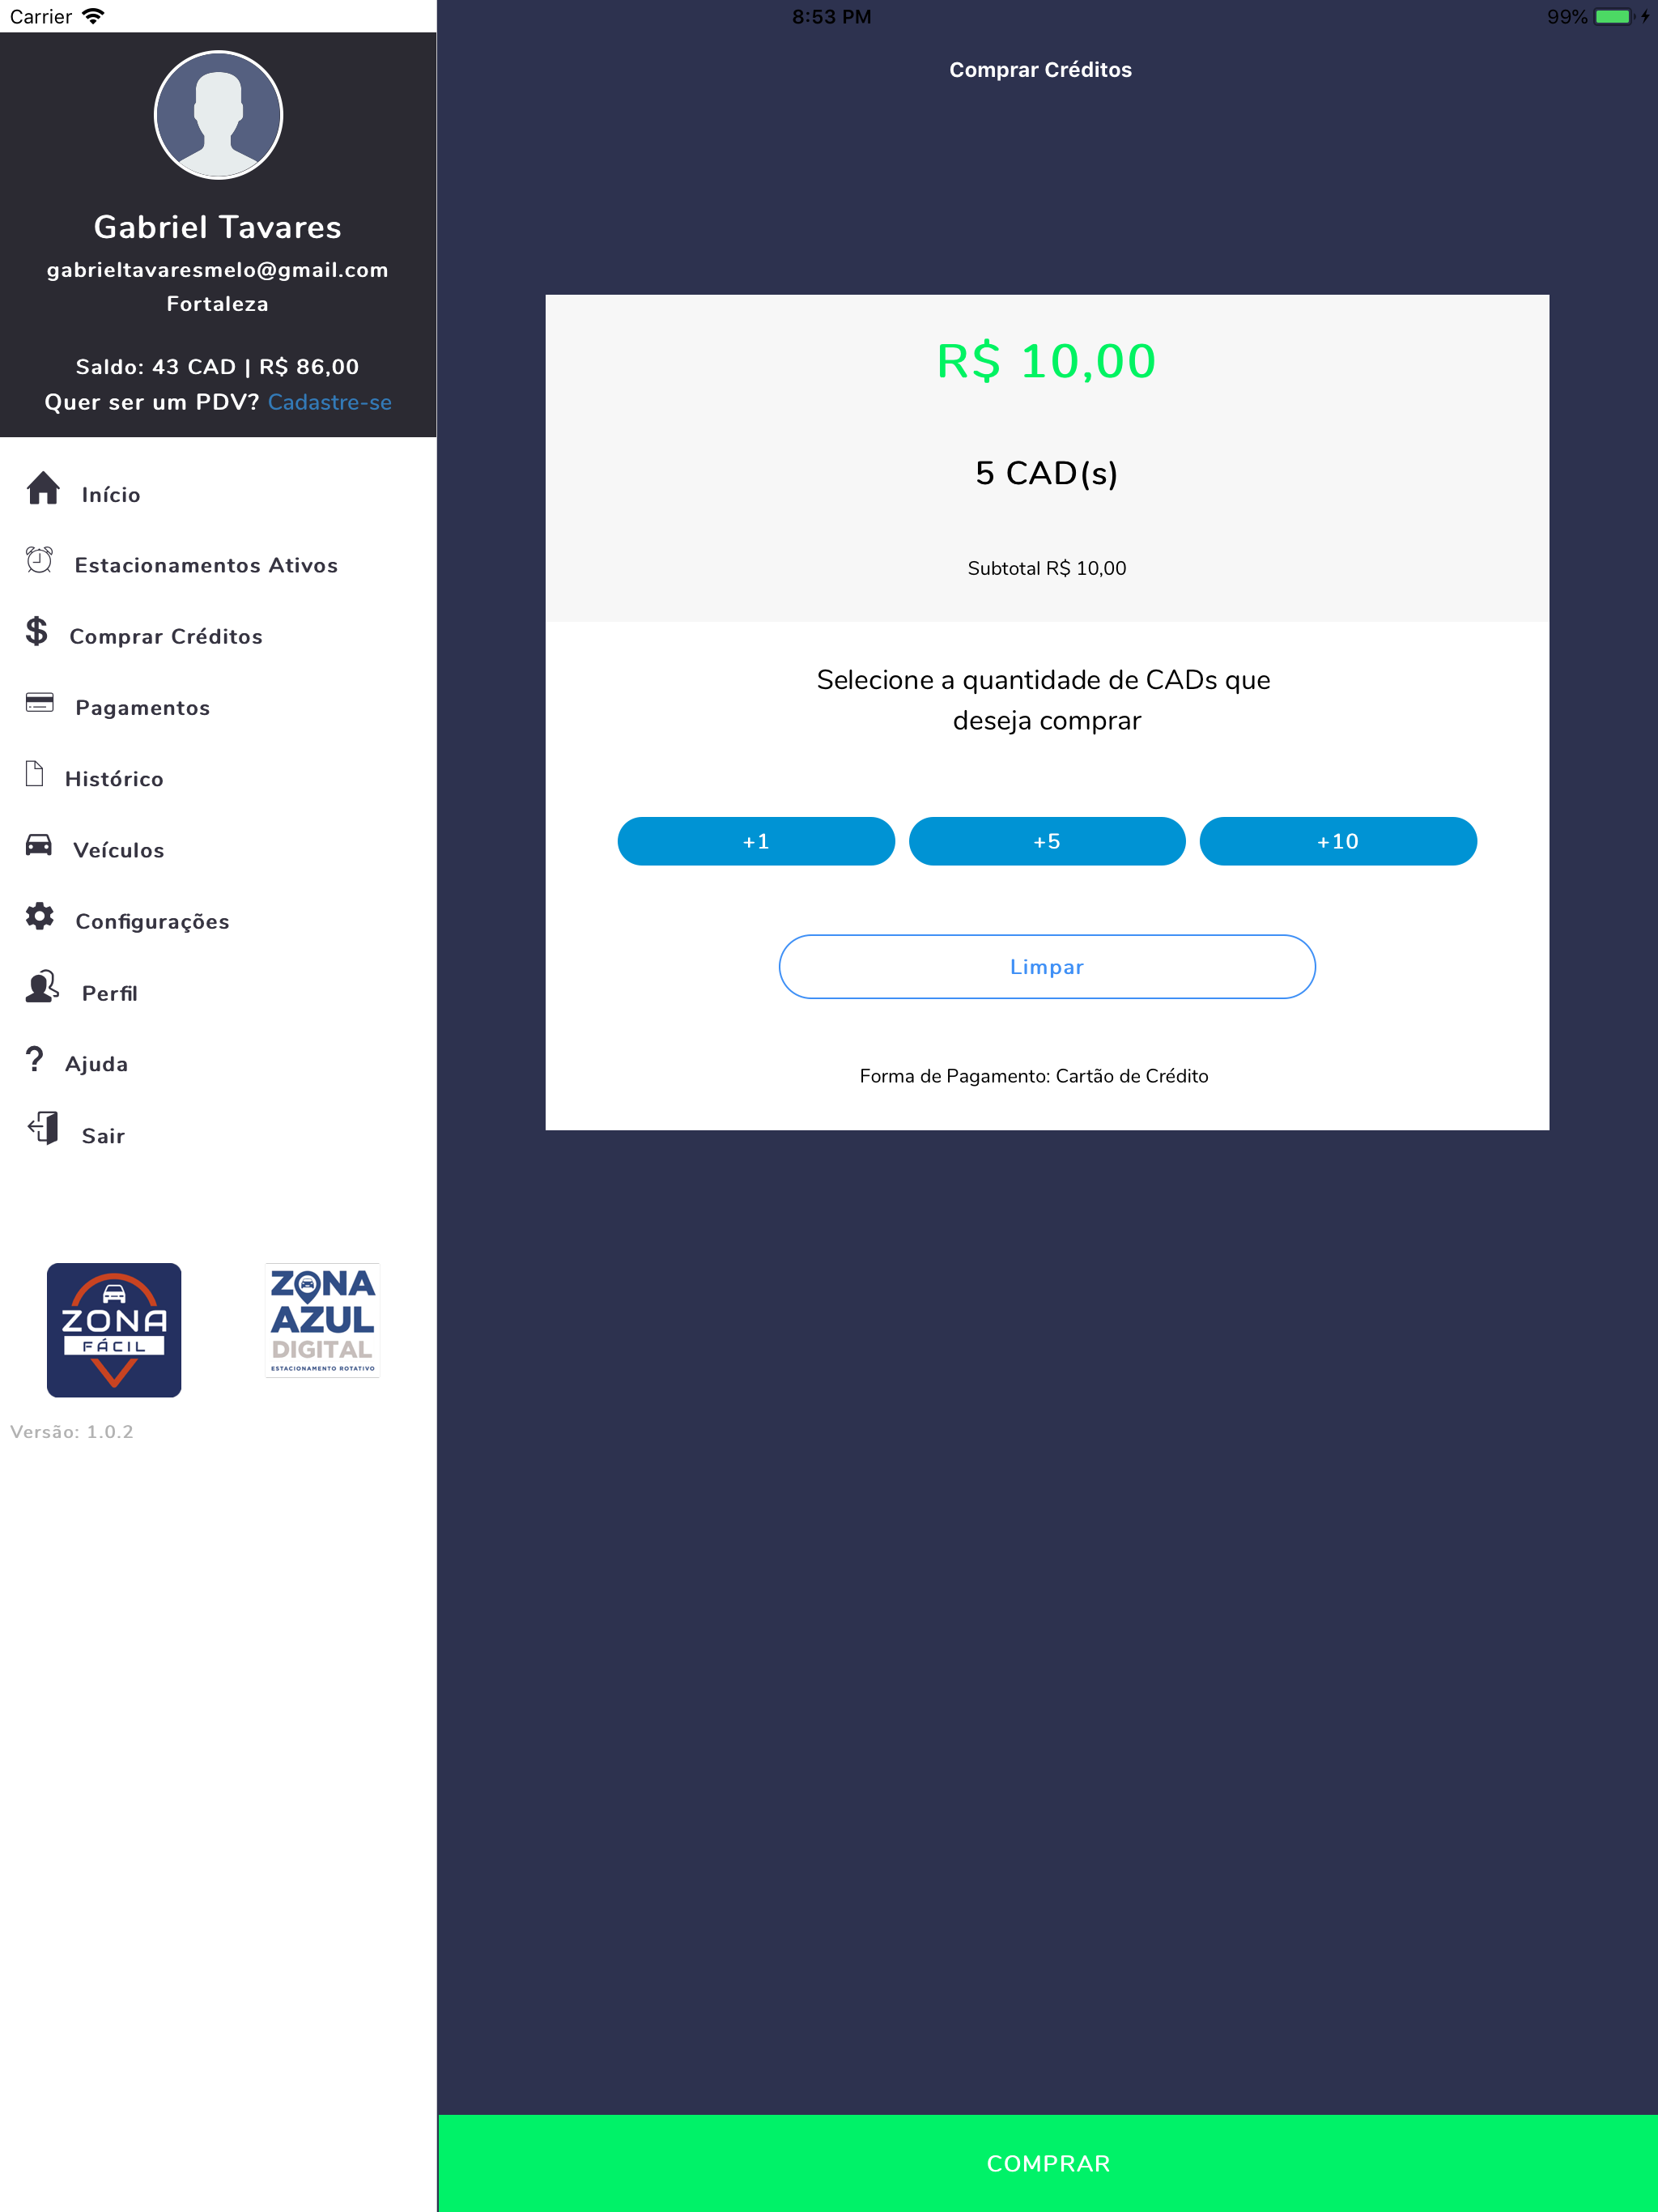 Carrier
8:53 PM
99%
Gabriel Tavares
gabrieltavaresmelo@gmail.com
Fortaleza
Saldo: 43 CAD | R$ 86,00
Quer ser um PDV? Cadastre-se
Início
Estacionamentos Ativos
Comprar Créditos
Pagamentos
Histórico
Veículos
Configurações
Perfil
Ajuda
Sair
ZONA
FÁCIL
ZONA
AZUL
DIGITAL
ESTACIONAMENTO ROTATIVO
Versão: 1.0.2
Comprar Créditos
R$ 10,00
5 CAD(s)
Subtotal R$ 10,00
Selecione a quantidade de CADs que
deseja comprar
+1
+5
+10
Limpar
Forma de Pagamento: Cartão de Crédito
COMPRAR